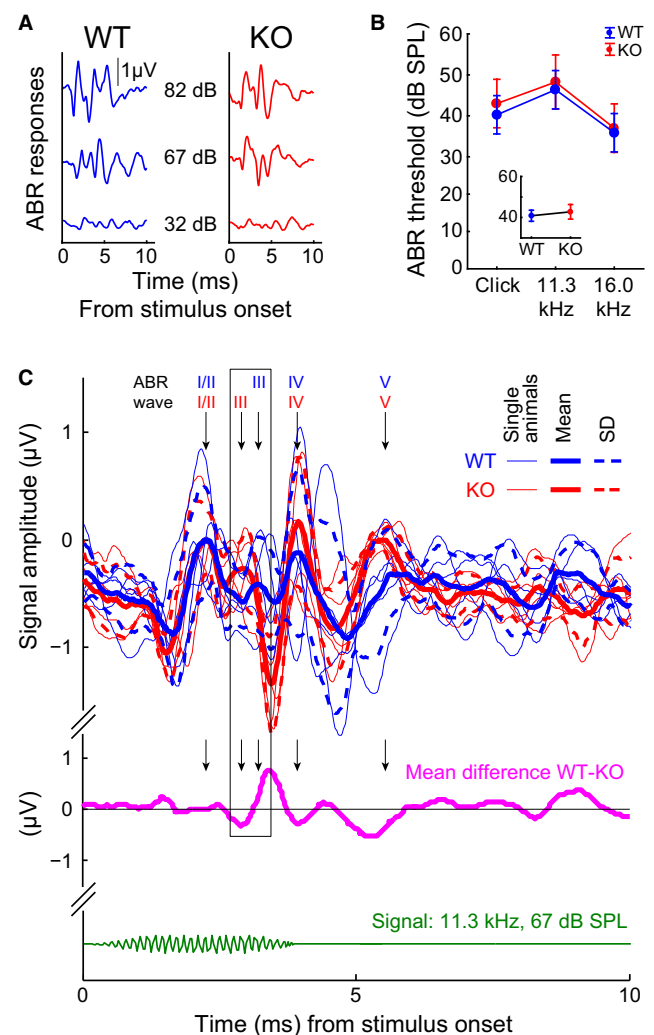 A
WT
KO
1µV
82 dB
67 dB
32 dB
ABR responses
0 5 10
0 5 10
Time (ms)
From stimulus onset
B
WT
KO
ABR threshold (dB SPL)
60
50
40
30
20
10
0
60
40
WT KO
Click 11.3 kHz 16.0 kHz
C
ABR wave
I/II III IV V
I/II III IV V
Single animals
Mean
SD
WT
KO
Signal amplitude (µV)
1
0
−1
Mean difference WT-KO
(µV)
1
0
−1
Signal: 11.3 kHz, 67 dB SPL
0 5 10
Time (ms) from stimulus onset